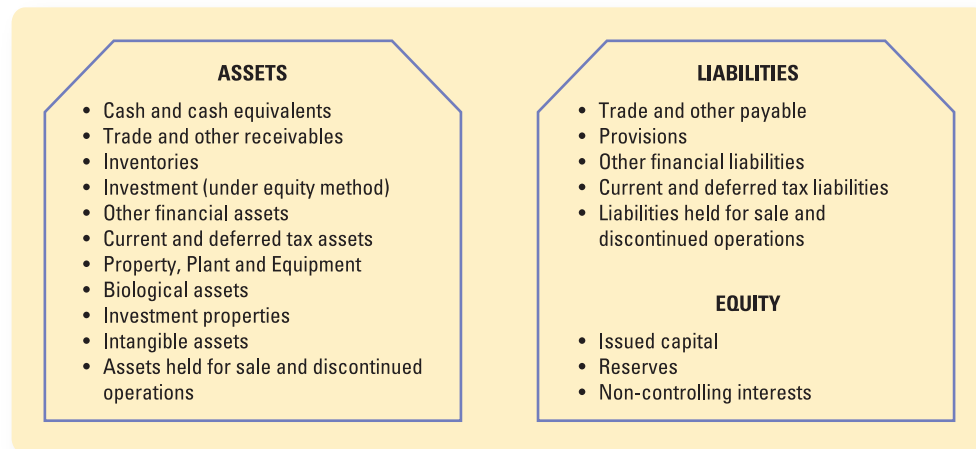 ASSETS
• Cash and cash equivalents
• Trade and other receivables
• Inventories
• Investment (under equity method)
• Other financial assets
• Current and deferred tax assets
• Property, Plant and Equipment
• Biological assets
• Investment properties
• Intangible assets
• Assets held for sale and discontinued
operations
LIABILITIES
• Trade and other payable
• Provisions
• Other financial liabilities
• Current and deferred tax liabilities
• Liabilities held for sale and
discontinued operations
EQUITY
• Issued capital
• Reserves
• Non-controlling interests